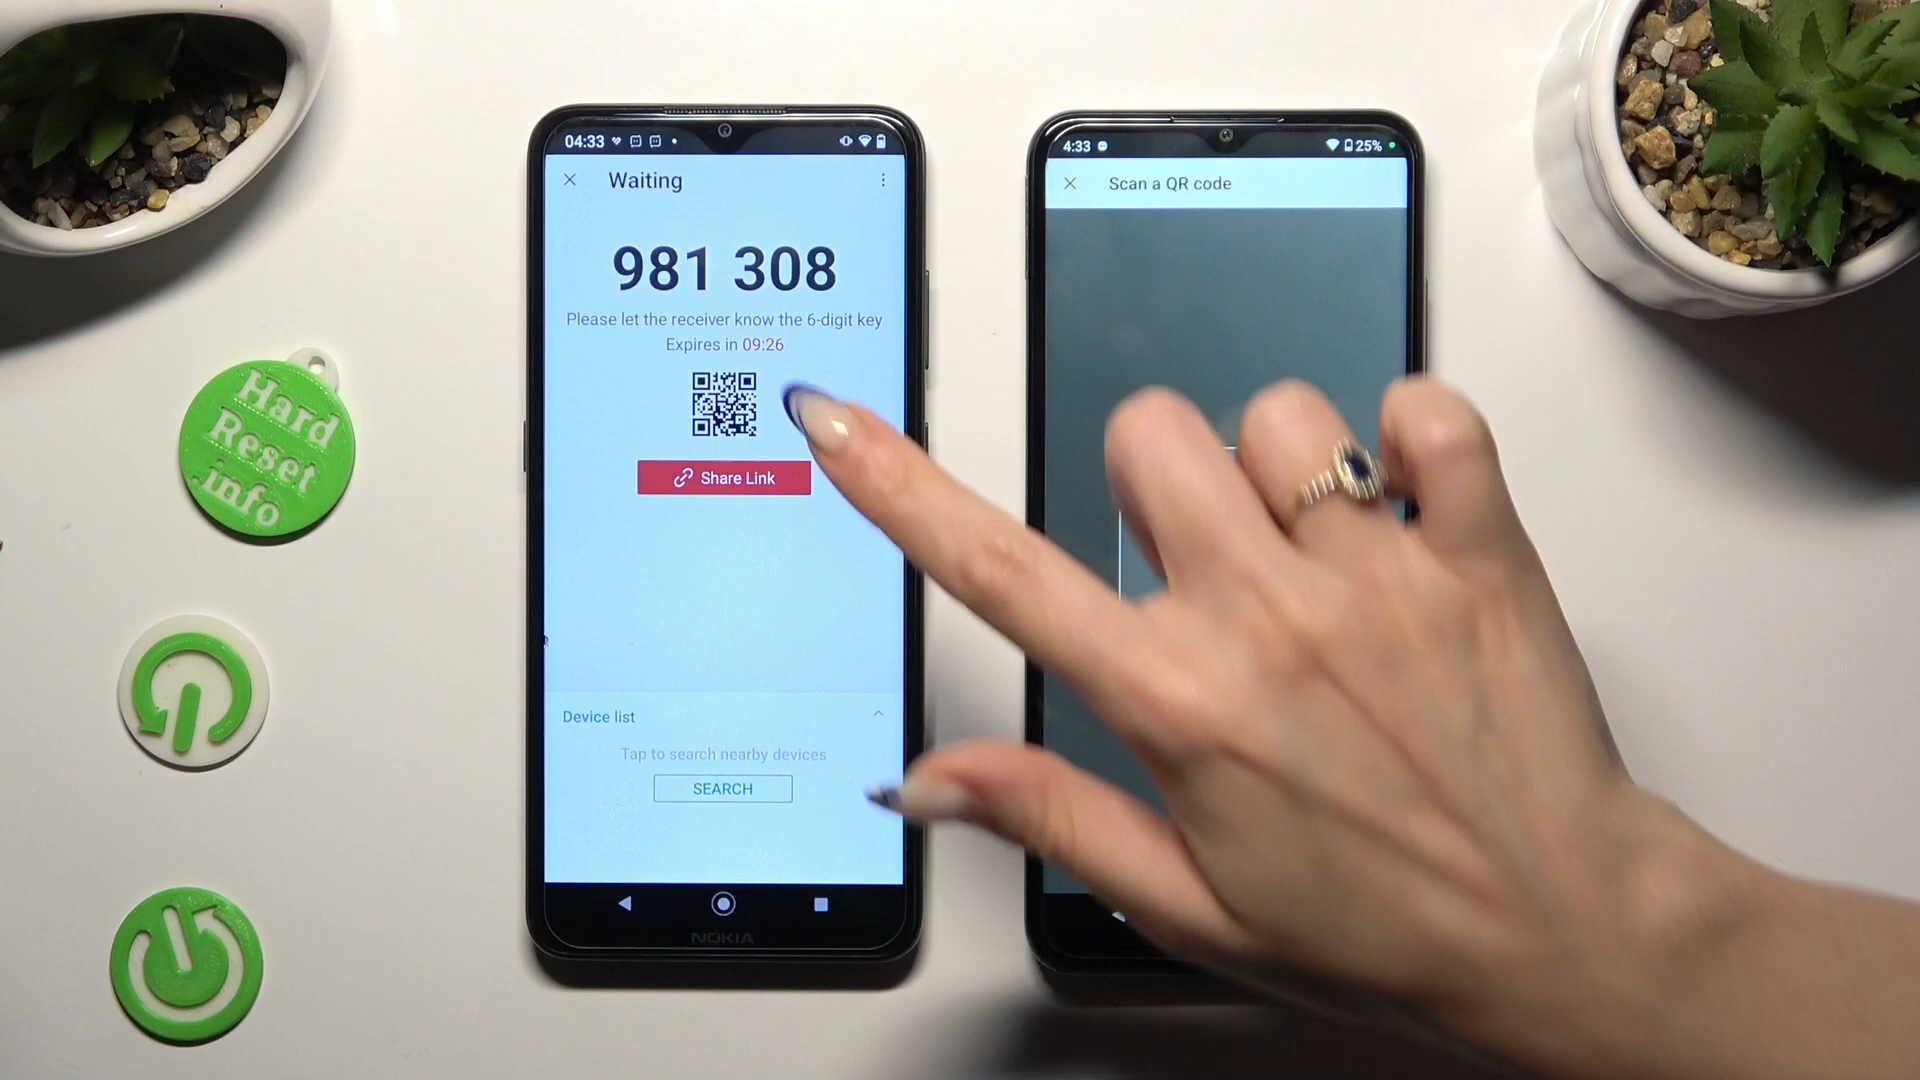 04:33
Waiting
981 308
Please let the receiver know the 6-digit key
Expires in 09:26
Share Link
Device list
Tap to search nearby devices
SEARCH
NOKIA
4:33
25%
Scan a QR code
Hard
Reset
.info